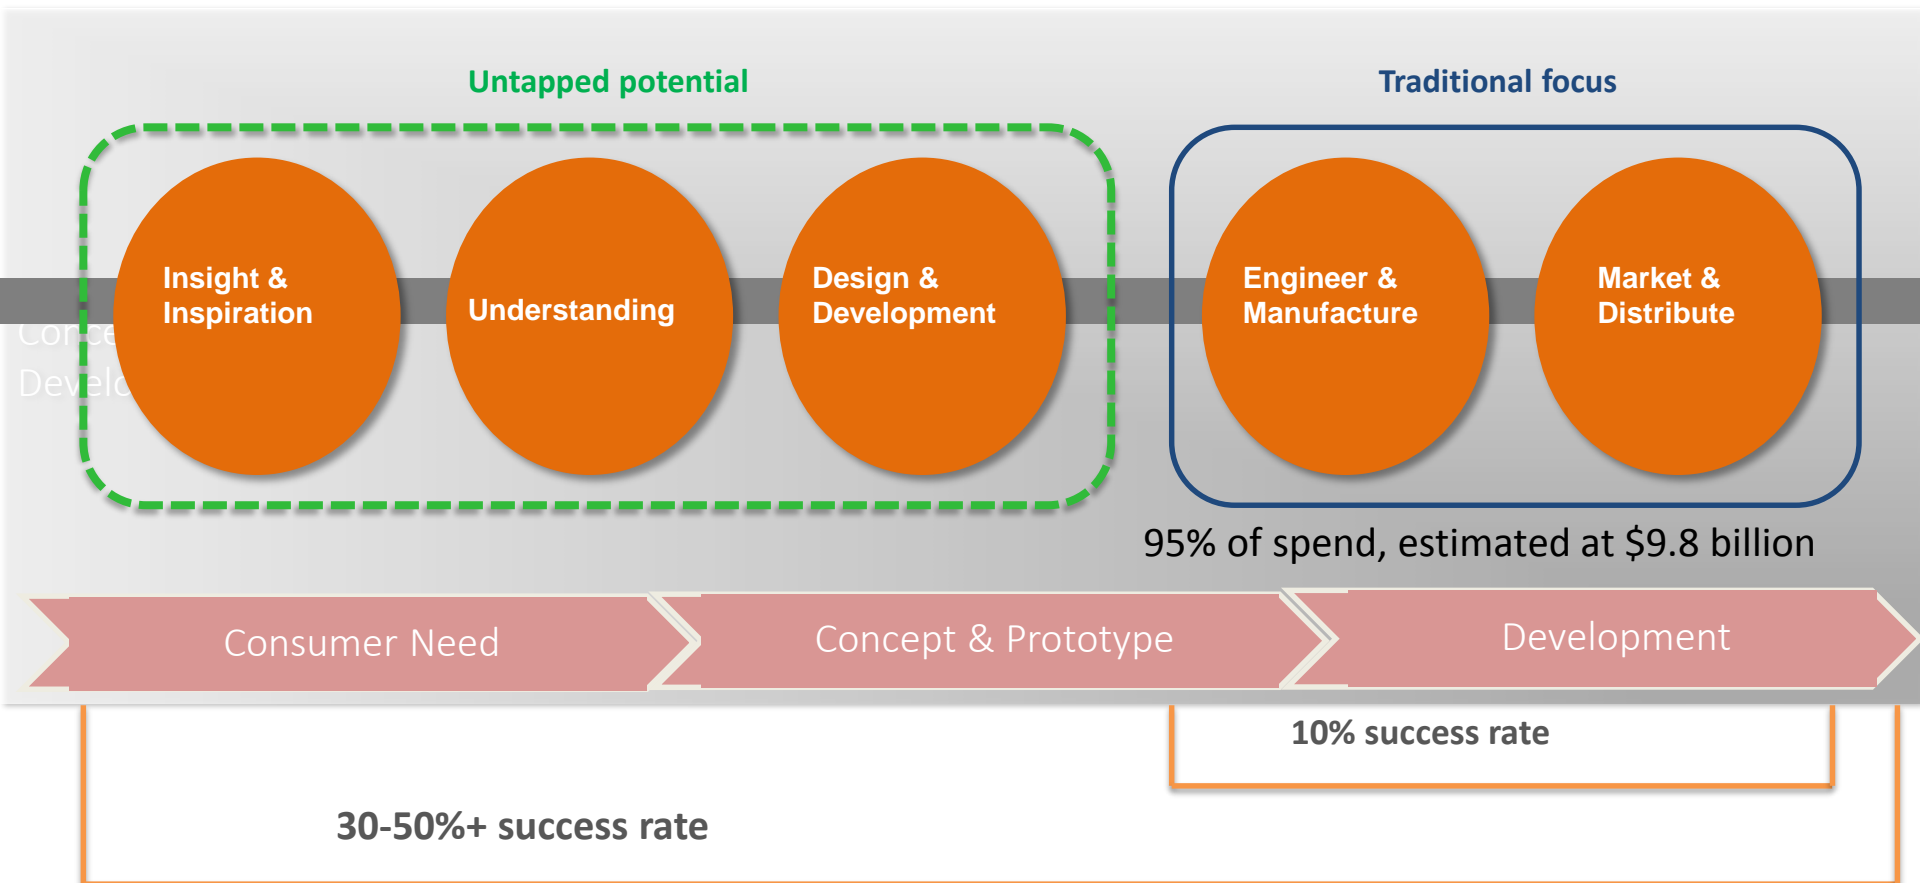 Untapped potential
Traditional focus
Insight &
Inspiration
Understanding
Design &
Development
Engineer &
Manufacture
Market &
Distribute
95% of spend, estimated at $9.8 billion
Consumer Need
Concept & Prototype
Development
10% success rate
30-50%+ success rate